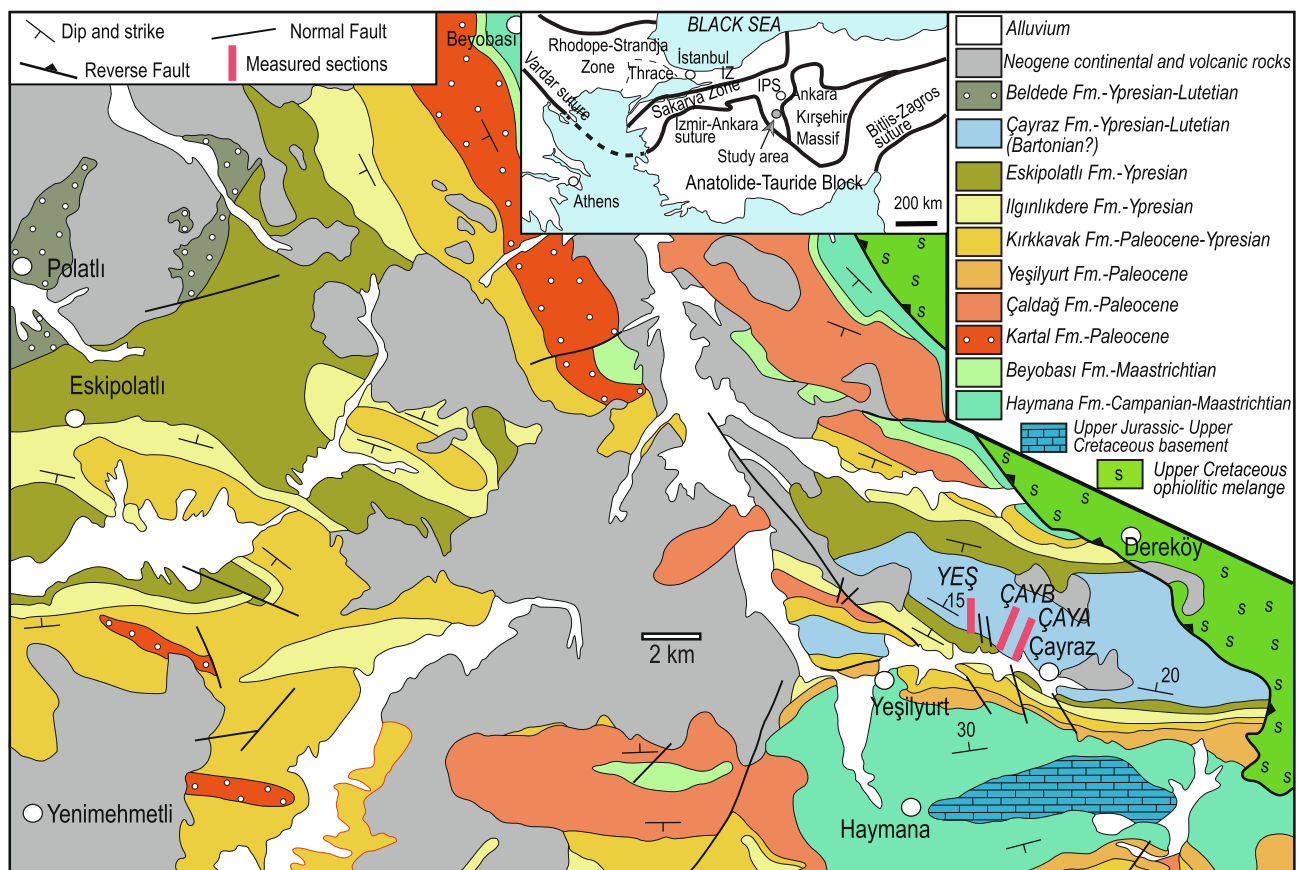 Dip and strike
Normal Fault
Reverse Fault
Measured sections
Beyobası
BLACK SEA
Rhodope-Strandja
Zone
İstanbul
Thrace
IZ
Vardar suture
Sakarya Zone
IPS
Ankara
Izmir-Ankara
suture
Kırşehir
Massif
Bitlis-Zagros
suture
Study area
Anatolide-Tauride Block
Athens
200 km
Alluvium
Neogene continental and volcanic rocks
Beldede Fm.-Ypresian-Lutetian
Çayraz Fm.-Ypresian-Lutetian
(Bartonian?)
Eskipolatlı Fm.-Ypresian
Ilgınlıkdere Fm.-Ypresian
Kırkkavak Fm.-Paleocene-Ypresian
Yeşilyurt Fm.-Paleocene
Çaldağ Fm.-Paleocene
Kartal Fm.-Paleocene
Beyobası Fm.-Maastrichtian
Haymana Fm.-Campanian-Maastrichtian
Upper Jurassic- Upper
Cretaceous basement
s
Upper Cretaceous
ophiolitic melange
s
s
s
Polatlı
Eskipolatlı
s
s
s
s
Dereköy
s
s
s
s
s
s
s
s
s
YEŞ
15
ÇAYB
ÇAYA
Çayraz
20
2 km
Yeşilyurt
30
Yenimehmetli
Haymana